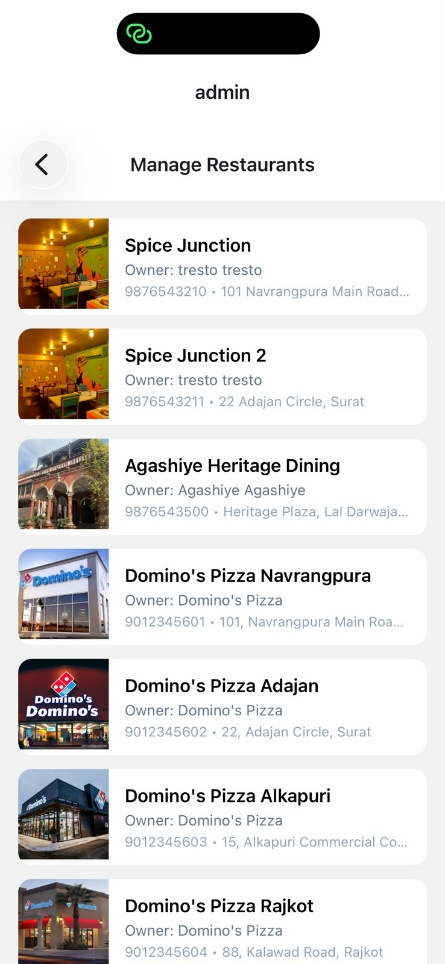 admin
Manage Restaurants
Spice Junction
Owner: tresto tresto
9876543210 • 101 Navrangpura Main Road...
Spice Junction 2
Owner: tresto tresto
9876543211 • 22 Adajan Circle, Surat
Agashiye Heritage Dining
Owner: Agashiye Agashiye
9876543500 • Heritage Plaza, Lal Darwaja...
Domino's
Domino's Pizza Navrangpura
Owner: Domino's Pizza
9012345601 • 101, Navrangpura Main Roa...
Domino's
Domino's
Domino's Pizza Adajan
Owner: Domino's Pizza
9012345602 • 22, Adajan Circle, Surat
Domino's
Domino's Pizza Alkapuri
Owner: Domino's Pizza
9012345603 • 15, Alkapuri Commercial Co...
Domino's Pizza Rajkot
Owner: Domino's Pizza
9012345604 • 88, Kalawad Road, Rajkot